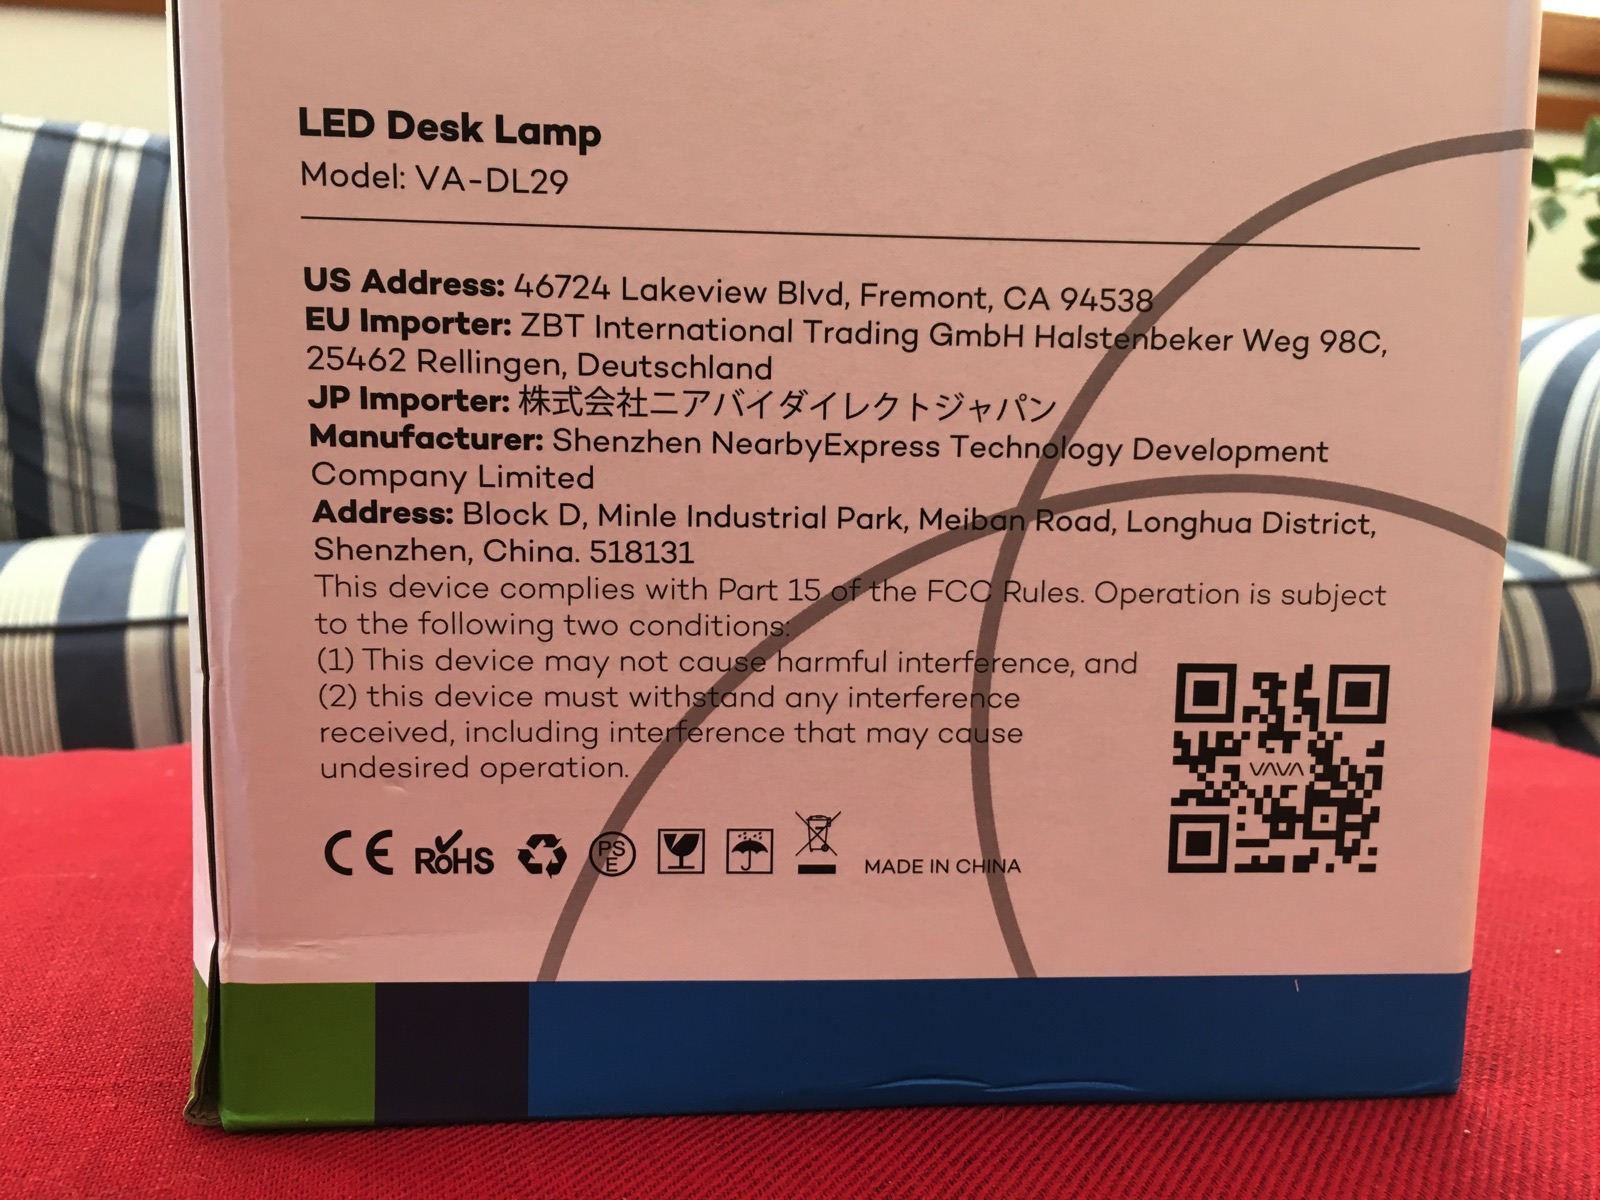 LED Desk Lamp
Model: VA-DL29
US Address: 46724 Lakeview Blvd, Fremont, CA 94538
EU Importer: ZBT International Trading GmbH Halstenbeker Weg 98C,
25462 Rellingen, Deutschland
JP Importer: 株式会社ニアバイダイレクトジャパン
Manufacturer: Shenzhen NearbyExpress Technology Development
Company Limited
Address: Block D, Minle Industrial Park, Meiban Road, Longhua District,
Shenzhen, China. 518131
This device complies with Part 15 of the FCC Rules. Operation is subject
to the following two conditions:
(1) This device may not cause harmful interference, and
(2) this device must withstand any interference
received, including interference that may cause
undesired operation.
VAVA
CE RoHS PS E MADE IN CHINA